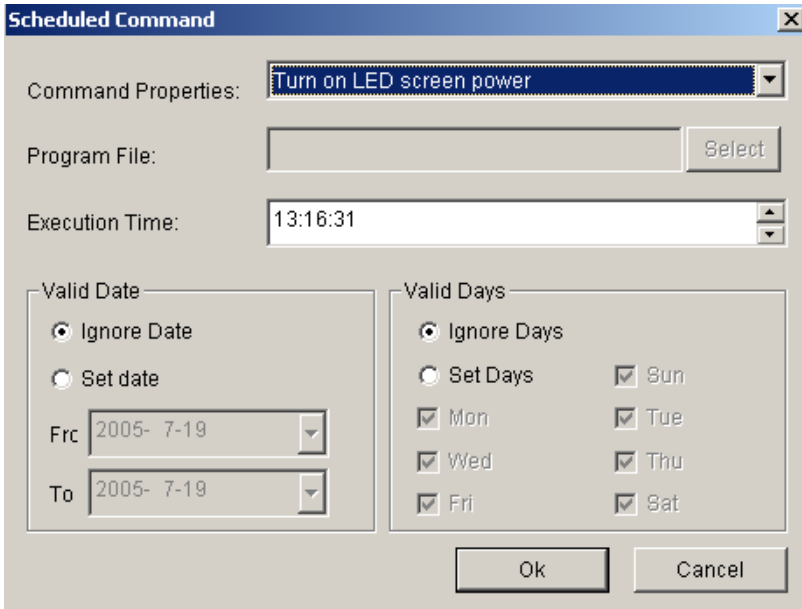 Scheduled Command
Command Properties: Turn on LED screen power
Program File: Select
Execution Time: 13:16:31
Valid Date
Ignore Date
Set date
Frc 2005- 7-19
To 2005- 7-19
Valid Days
Ignore Days
Set Days Sun
Mon Tue
Wed Thu
Fri Sat
Ok Cancel